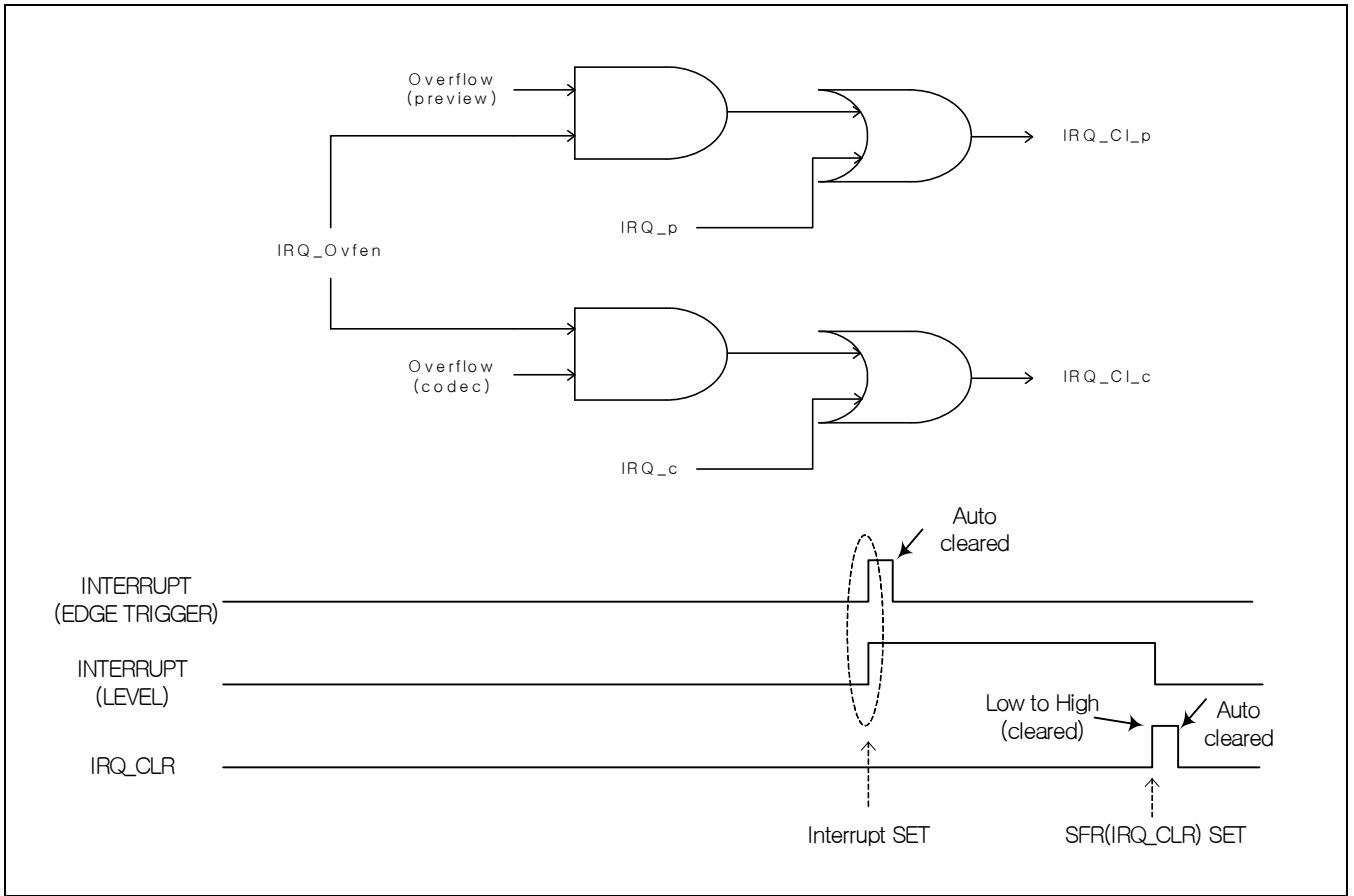 Overflow
(preview)
IRQ_CI_p
IRQ_p
IRQ_Ovfen
Overflow
(codec)
IRQ_CI_c
IRQ_c
Auto
cleared
INTERRUPT
(EDGE TRIGGER)
INTERRUPT
(LEVEL)
Low to High
(cleared)
Auto
cleared
IRQ_CLR
Interrupt SET
SFR(IRQ_CLR) SET